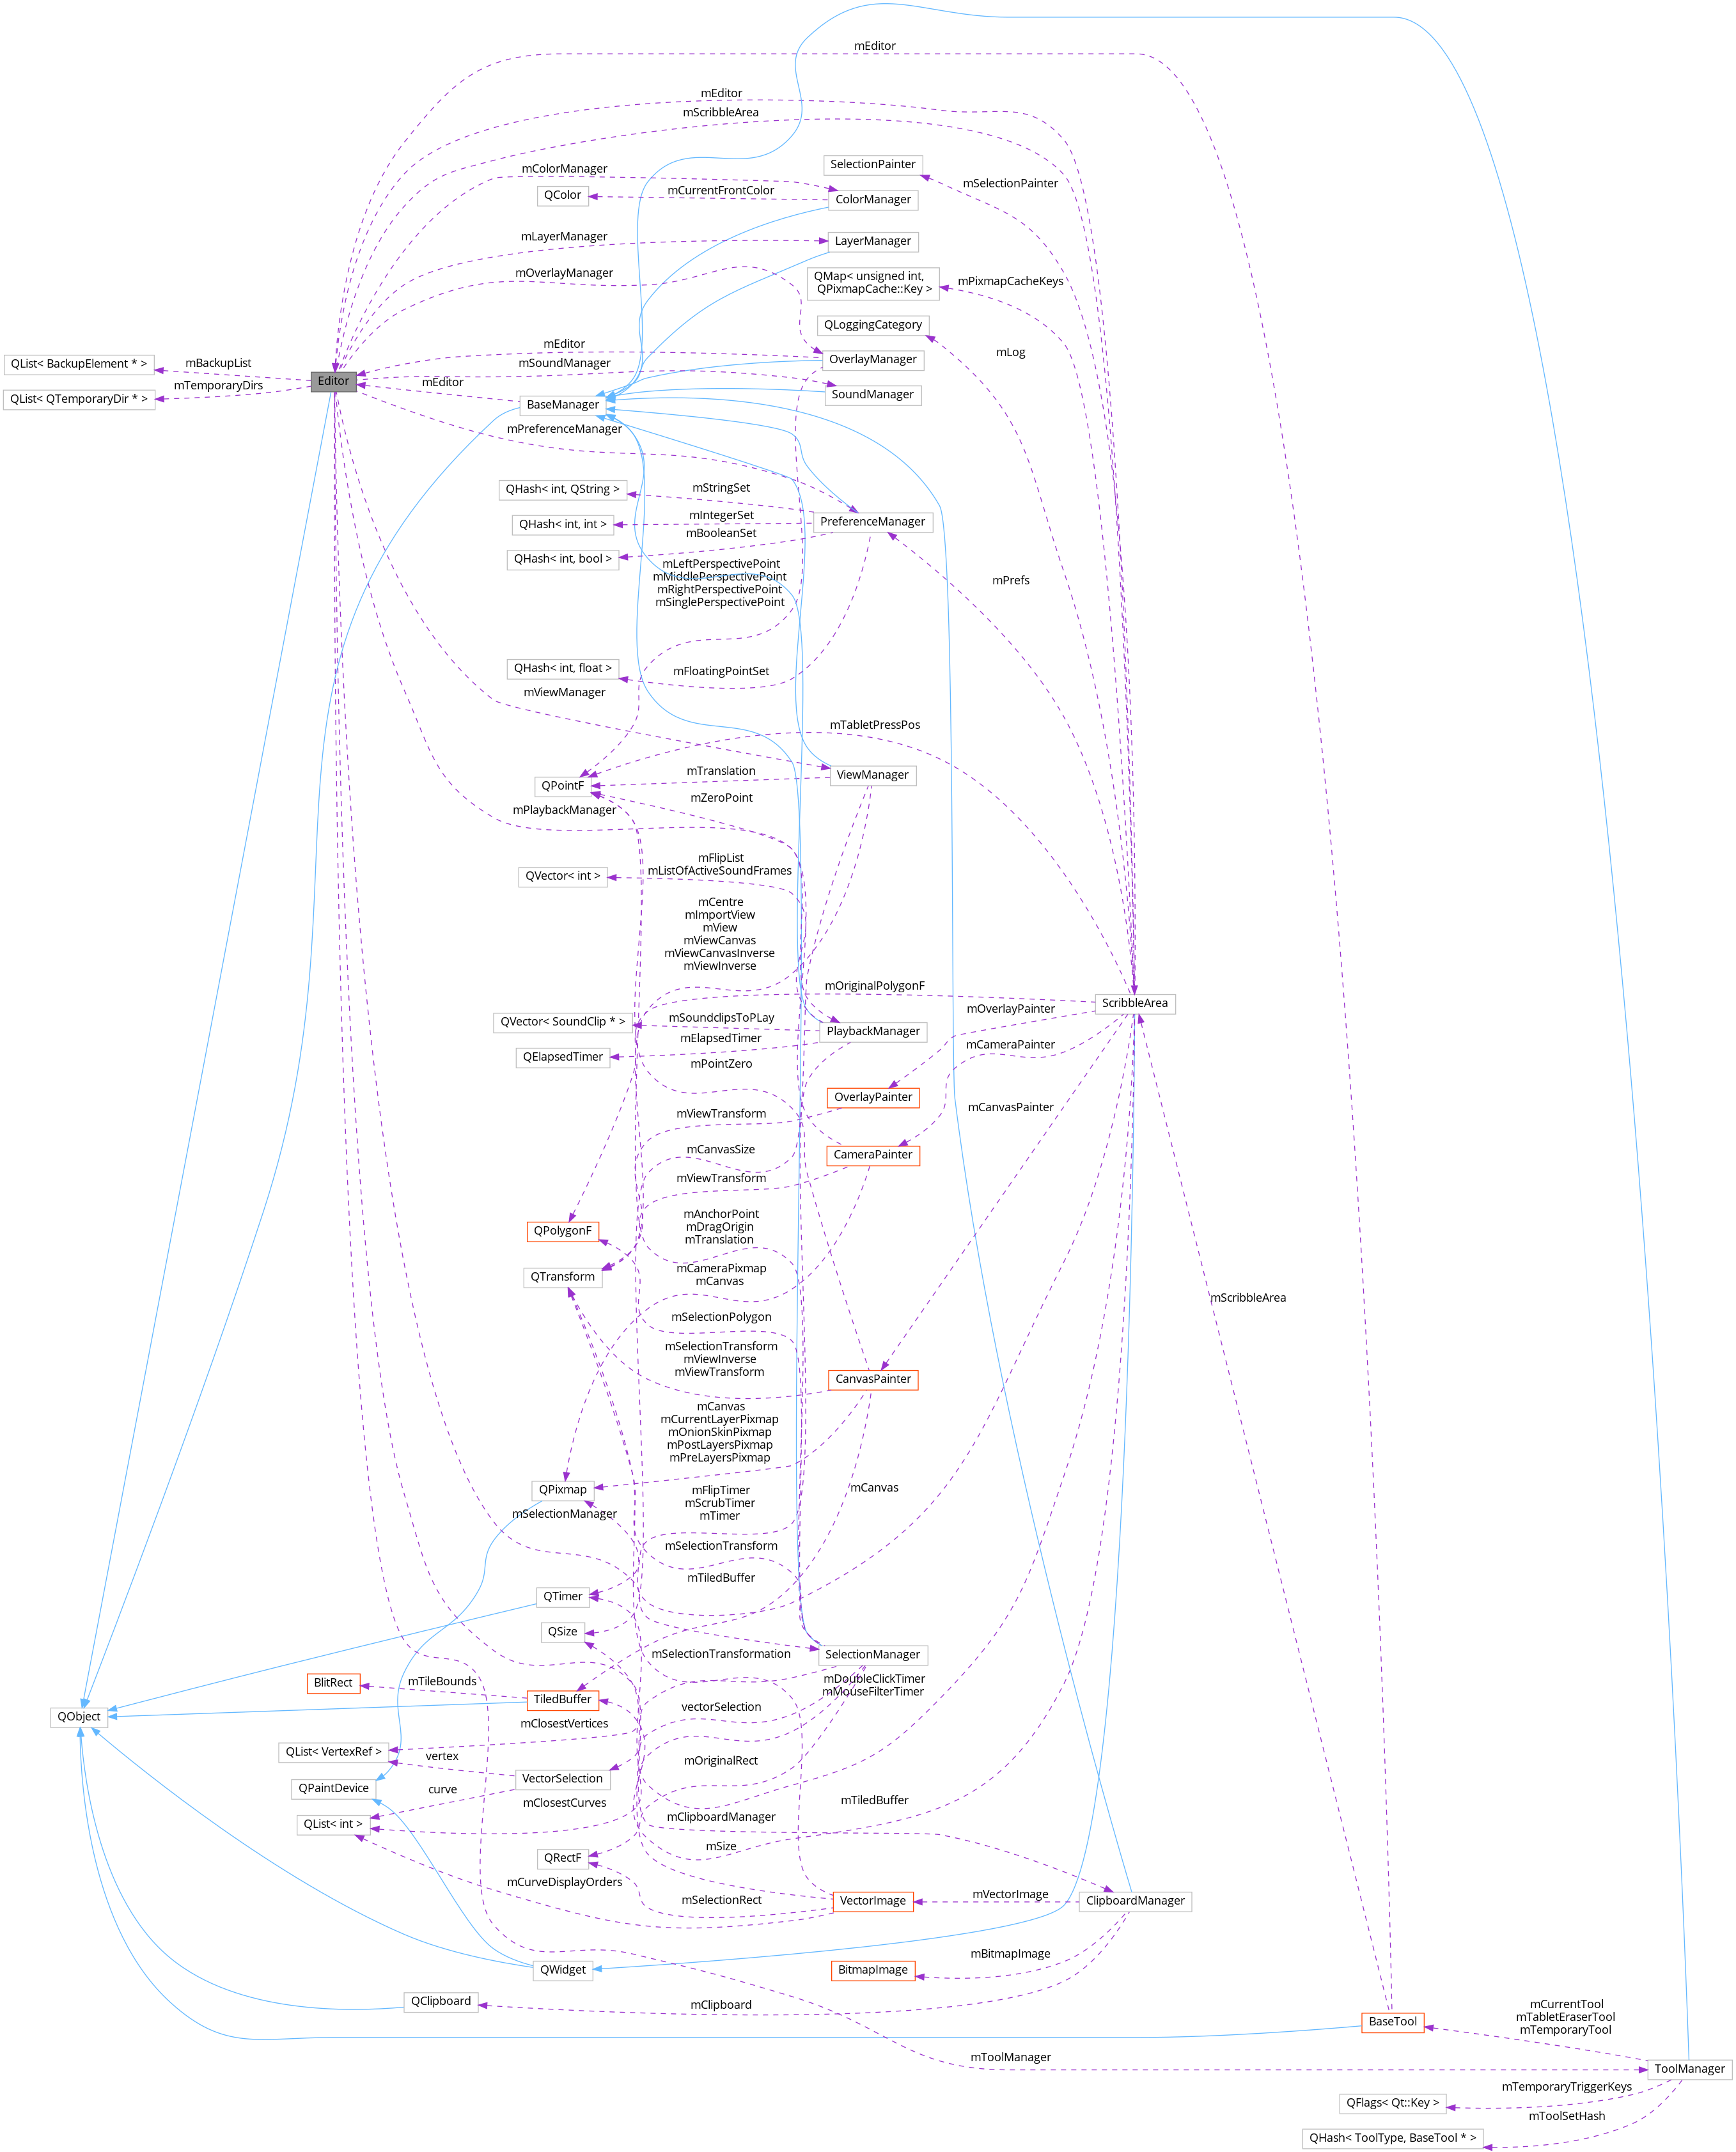 mEditor
mEditor
mScribbleArea
SelectionPainter
mColorManager
mSelectionPainter
mCurrentFrontColor
QColor
ColorManager
mLayerManager
LayerManager
mOverlayManager
QMap< unsigned int,
QPixmapCache::Key >
mPixmapCacheKeys
QLoggingCategory
mEditor
mLog
QList< BackupElement * >
mBackupList
OverlayManager
mSoundManager
Editor
mEditor
mTemporaryDirs
QList< QTemporaryDir * >
SoundManager
BaseManager
mPreferenceManager
mStringSet
QHash< int, QString >
mIntegerSet
PreferenceManager
QHash< int, int >
mBooleanSet
QHash< int, bool >
mLeftPerspectivePoint
mMiddlePerspectivePoint
mRightPerspectivePoint
mSinglePerspectivePoint
mPrefs
QHash< int, float >
mFloatingPointSet
mViewManager
mTabletPressPos
mTranslation
ViewManager
QPointF
mZeroPoint
mPlaybackManager
mFlipList
mListOfActiveSoundFrames
QVector< int >
mCentre
mImportView
mView
mViewCanvas
mViewCanvasInverse
mViewInverse
mOriginalPolygonF
ScribbleArea
mOverlayPainter
QVector< SoundClip * >
mSoundclipsToPLay
PlaybackManager
mElapsedTimer
mCameraPainter
QElapsedTimer
mPointZero
OverlayPainter
mCanvasPainter
mViewTransform
mCanvasSize
CameraPainter
mViewTransform
mAnchorPoint
mDragOrigin
mTranslation
QPolygonF
mCameraPixmap
mCanvas
QTransform
mScribbleArea
mSelectionPolygon
mSelectionTransform
mViewInverse
mViewTransform
CanvasPainter
mCanvas
mCurrentLayerPixmap
mOnionSkinPixmap
mPostLayersPixmap
mPreLayersPixmap
QPixmap
mFlipTimer
mScrubTimer
mTimer
mCanvas
mSelectionManager
mSelectionTransform
mTiledBuffer
QTimer
QSize
mSelectionTransformation
SelectionManager
mDoubleClickTimer
mMouseFilterTimer
BlitRect
mTileBounds
TiledBuffer
vectorSelection
QObject
mClosestVertices
QList< VertexRef >
vertex
mOriginalRect
VectorSelection
QPaintDevice
curve
mClosestCurves
mTiledBuffer
mClipboardManager
QList< int >
mSize
QRectF
mCurveDisplayOrders
mSelectionRect
VectorImage
mVectorImage
ClipboardManager
mBitmapImage
QWidget
BitmapImage
QClipboard
mClipboard
mCurrentTool
mTabletEraserTool
mTemporaryTool
BaseTool
mToolManager
ToolManager
mTemporaryTriggerKeys
QFlags< Qt::Key >
mToolSetHash
QHash< ToolType, BaseTool * >